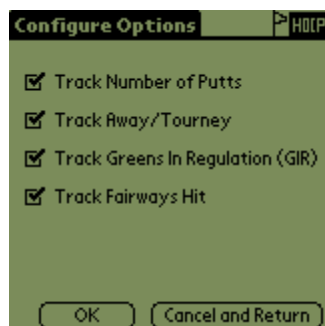 Configure Options HDCP
Track Number of Putts
Track Away/Tourney
Track Greens In Regulation (GIR)
Track Fairways Hit
OK Cancel and Return